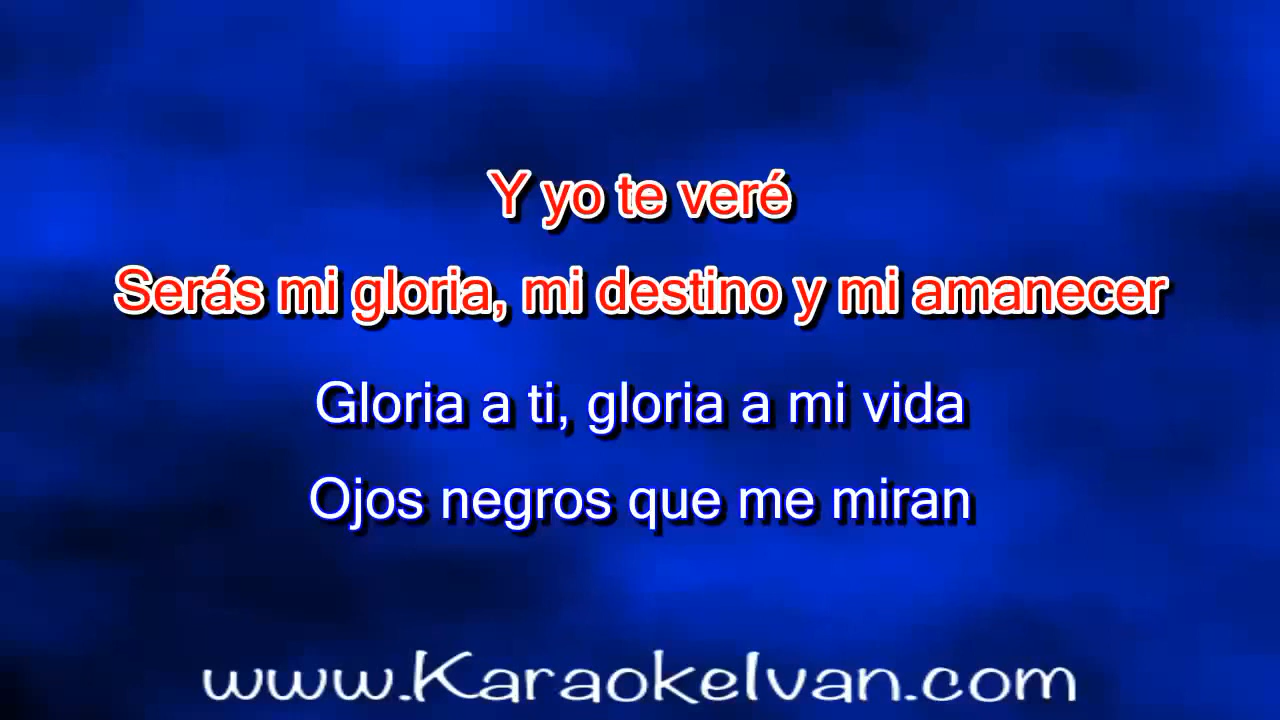 Y yo te veré
Serás mi gloria, mi destino y mi amanecer
Gloria a ti, gloria a mi vida
Ojos negros que me miran
www.KaraokeIvan.com